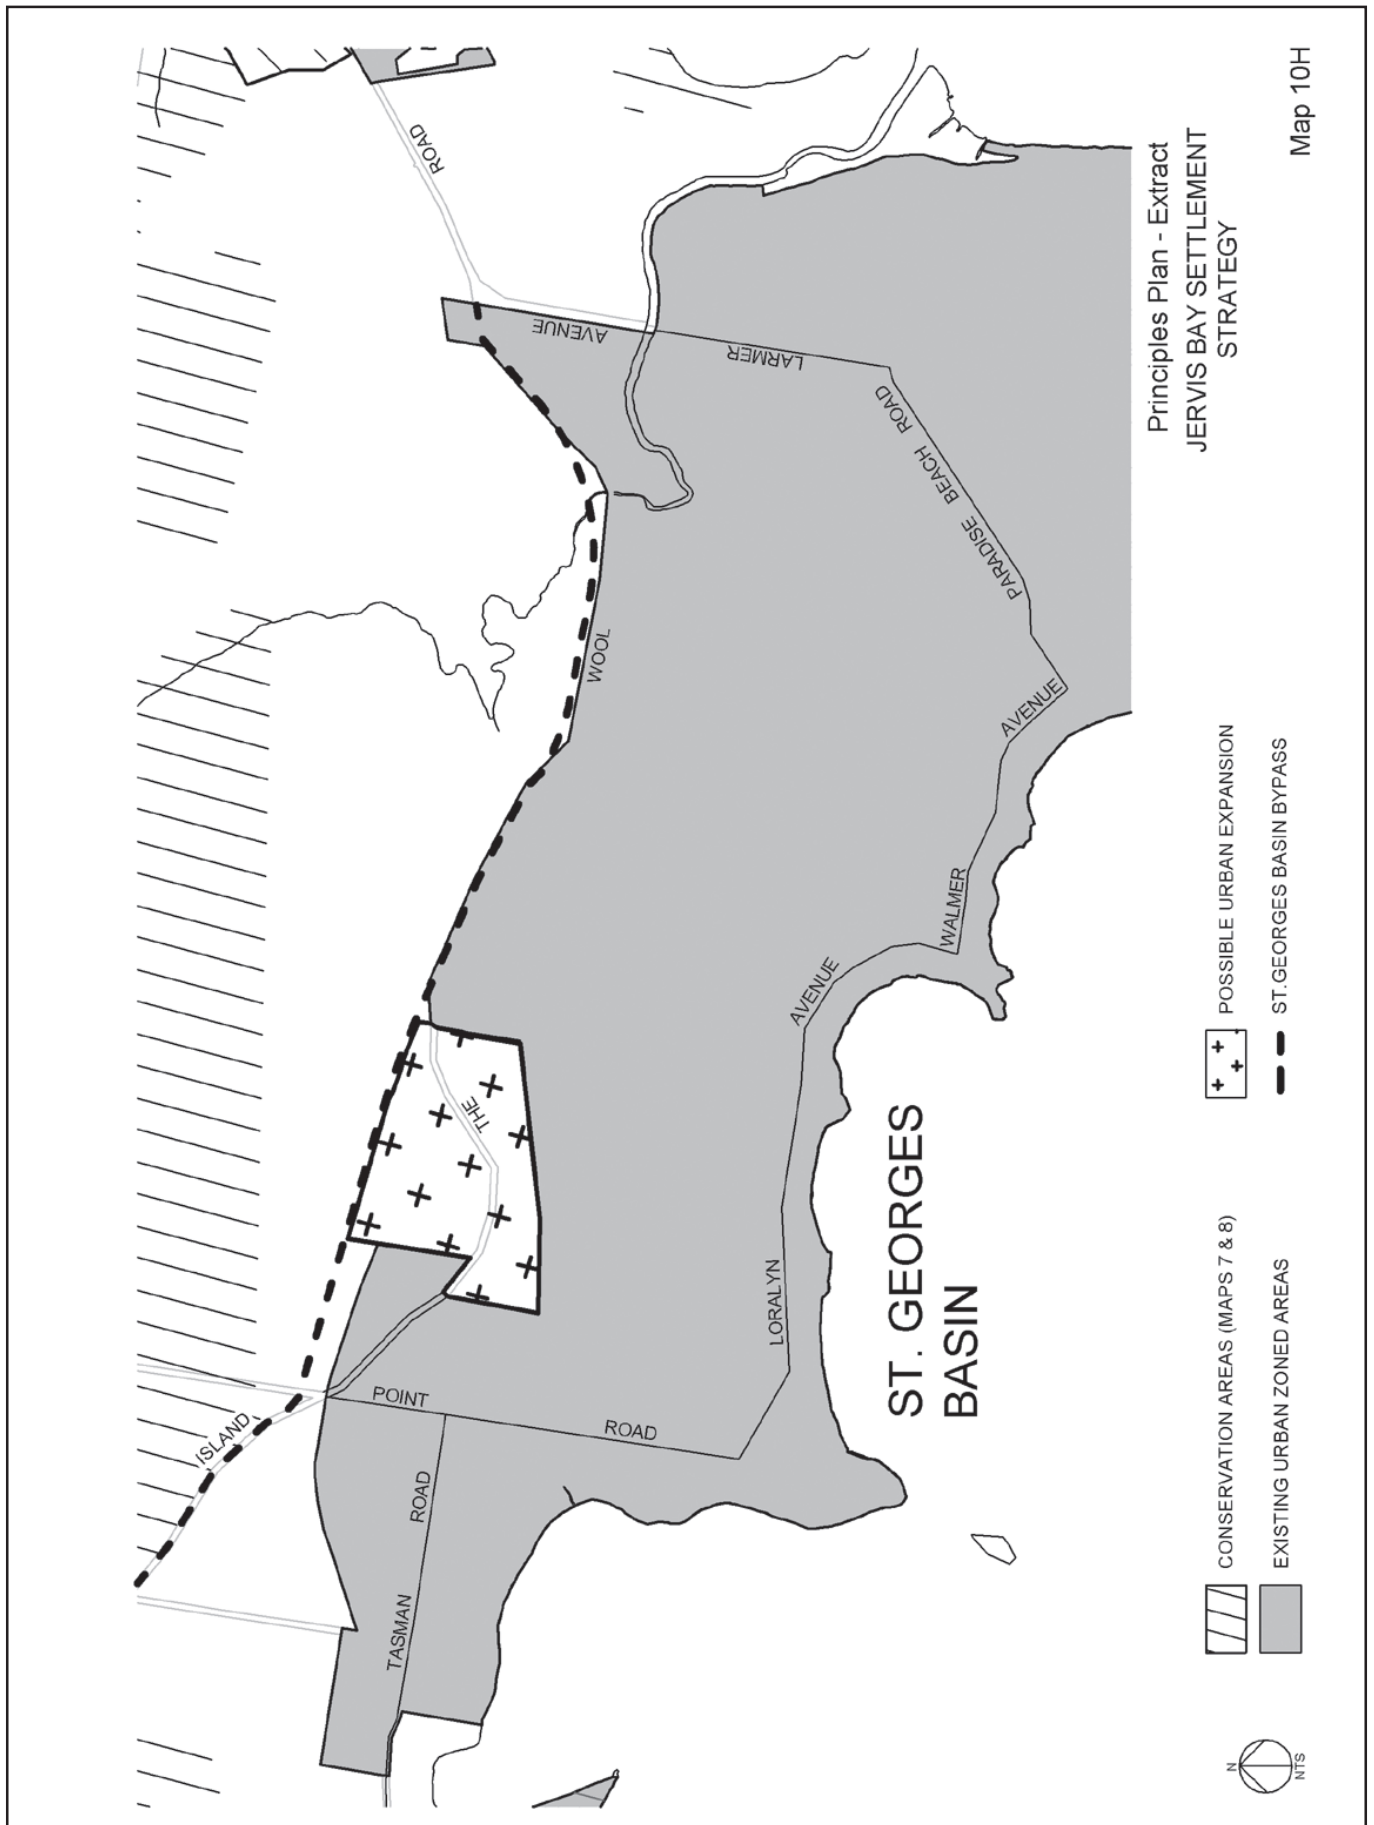 ISLAND
POINT
ROAD
TASMAN
ROAD
THE
WOOL
ROAD
LORALYN
AVENUE
WALMER
AVENUE
PARADISE BEACH ROAD
LARMER
AVENUE
ST. GEORGES
BASIN
N
NTS
CONSERVATION AREAS (MAPS 7 & 8)
EXISTING URBAN ZONED AREAS
POSSIBLE URBAN EXPANSION
ST.GEORGES BASIN BYPASS
Principles Plan - Extract
JERVIS BAY SETTLEMENT
STRATEGY
Map 10H